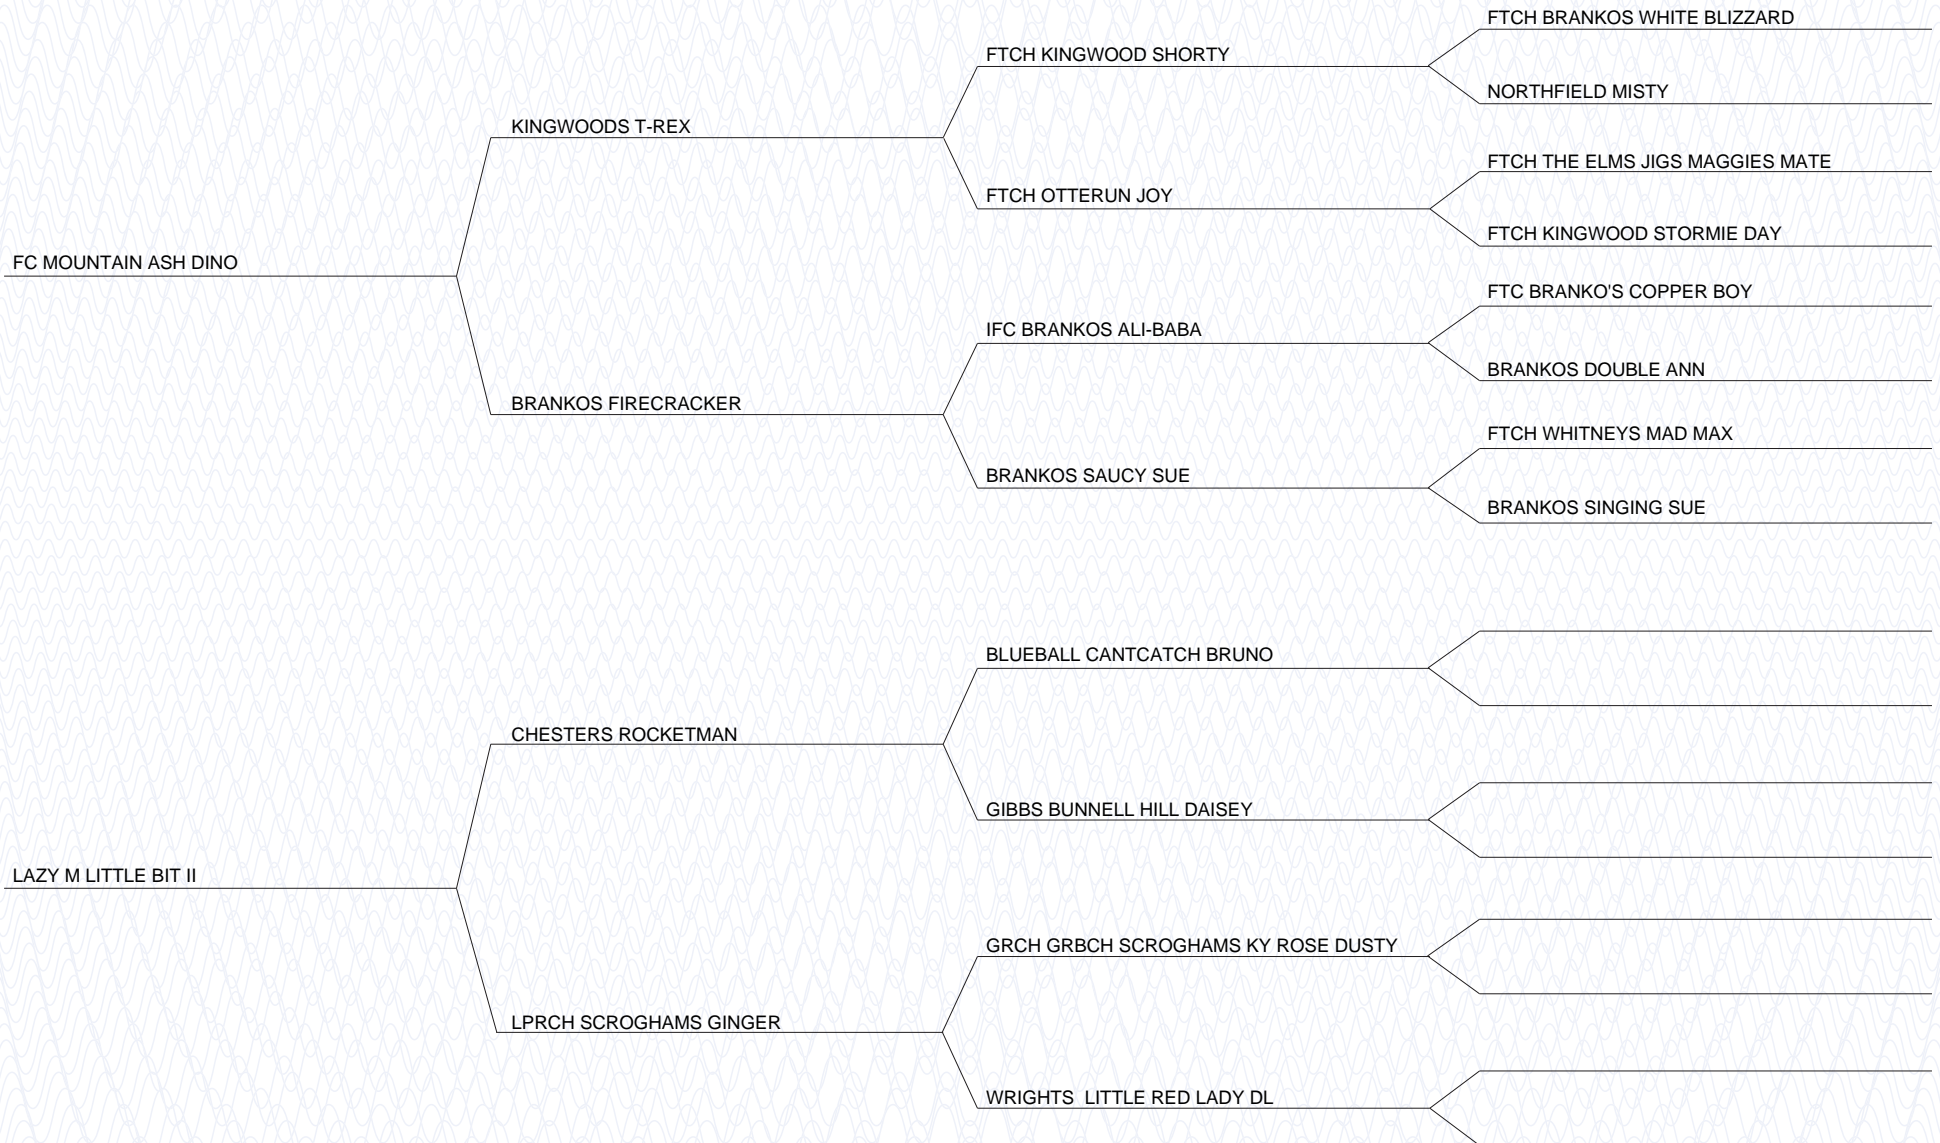 FTCH BRANKOS WHITE BLIZZARD
FTCH KINGWOOD SHORTY
NORTHFIELD MISTY
KINGWOODS T-REX
FTCH THE ELMS JIGS MAGGIES MATE
FTCH OTTERUN JOY
FTCH KINGWOOD STORMIE DAY
FC MOUNTAIN ASH DINO
FTC BRANKO'S COPPER BOY
IFC BRANKOS ALI-BABA
BRANKOS DOUBLE ANN
BRANKOS FIRECRACKER
FTCH WHITNEYS MAD MAX
BRANKOS SAUCY SUE
BRANKOS SINGING SUE
BLUEBALL CANTCATCH BRUNO
CHESTERS ROCKETMAN
GIBBS BUNNELL HILL DAISEY
LAZY M LITTLE BIT II
GRCH GRBCH SCROGHAMS KY ROSE DUSTY
LPRCH SCROGHAMS GINGER
WRIGHTS  LITTLE RED LADY DL